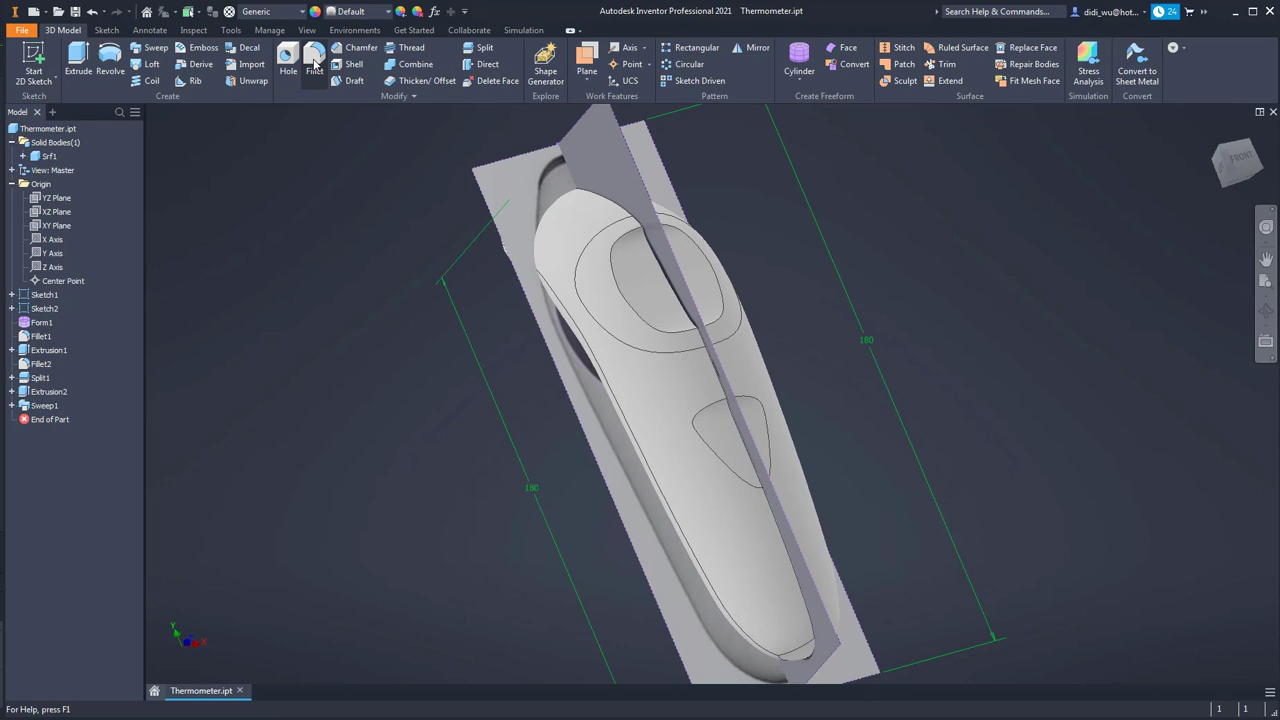 Generic
Default
Autodesk Inventor Professional 2021 Thermometer.ipt
Search Help & Commands...
didi_wu@hot...
24
File
3D Model
Sketch
Annotate
Inspect
Tools
Manage
View
Environments
Get Started
Collaborate
Simulation
Start
2D Sketch
Extrude
Revolve
Sweep
Loft
Coil
Emboss
Derive
Rib
Decal
Import
Unwrap
Create
Hole
Fillet
Chamfer
Shell
Draft
Thread
Combine
Thicken/ Offset
Split
Direct
Delete Face
Modify
Shape
Generator
Explore
Plane
Axis
Point
UCS
Work Features
Rectangular
Circular
Sketch Driven
Mirror
Pattern
Cylinder
Face
Convert
Create Freeform
Stitch
Patch
Sculpt
Ruled Surface
Trim
Extend
Replace Face
Repair Bodies
Fit Mesh Face
Surface
Stress
Analysis
Simulation
Convert to
Sheet Metal
Convert
Model
Thermometer.ipt
Solid Bodies(1)
Srf1
View: Master
Origin
YZ Plane
XZ Plane
XY Plane
X Axis
Y Axis
Z Axis
Center Point
Sketch1
Sketch2
Form1
Fillet1
Extrusion1
Fillet2
Split1
Extrusion2
Sweep1
End of Part
FRONT
180
180
Y
X
Thermometer.ipt
For Help, press F1
1
1